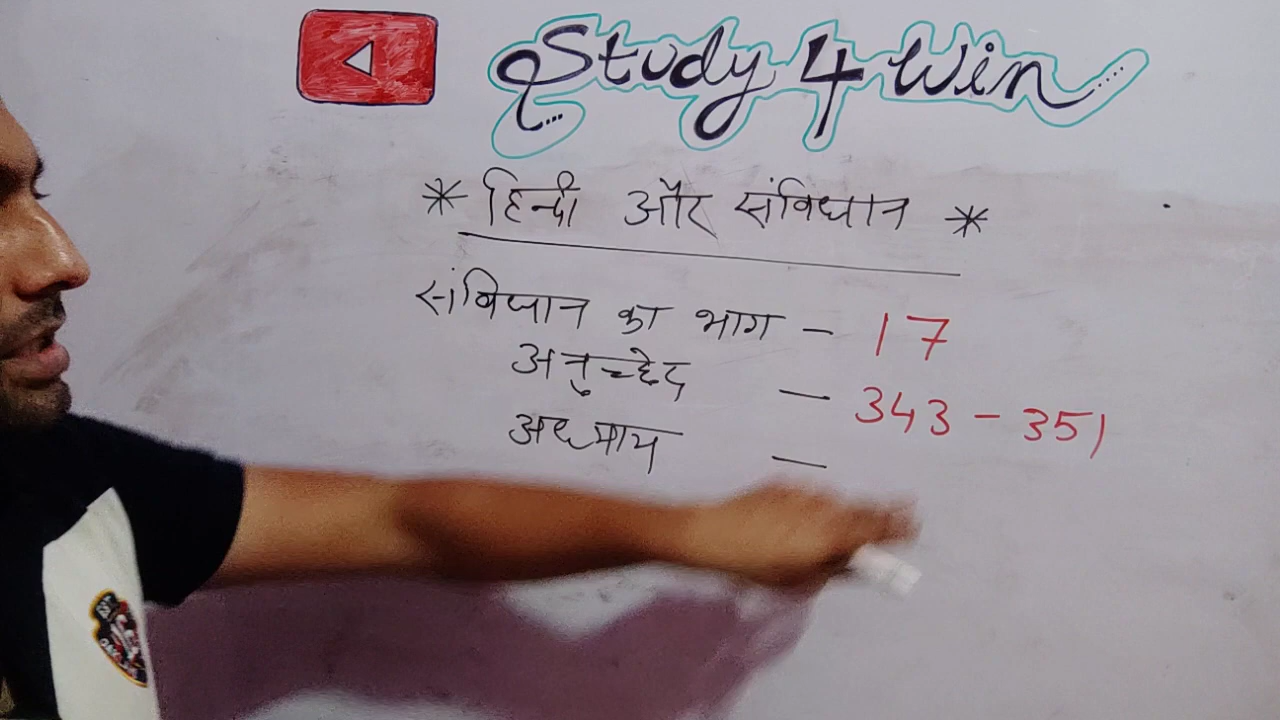 Study 4 Win
* हिन्दी और संविधान *
संविधान का भाग - 17
अनुच्छेद - 343 - 351
अध्याय -